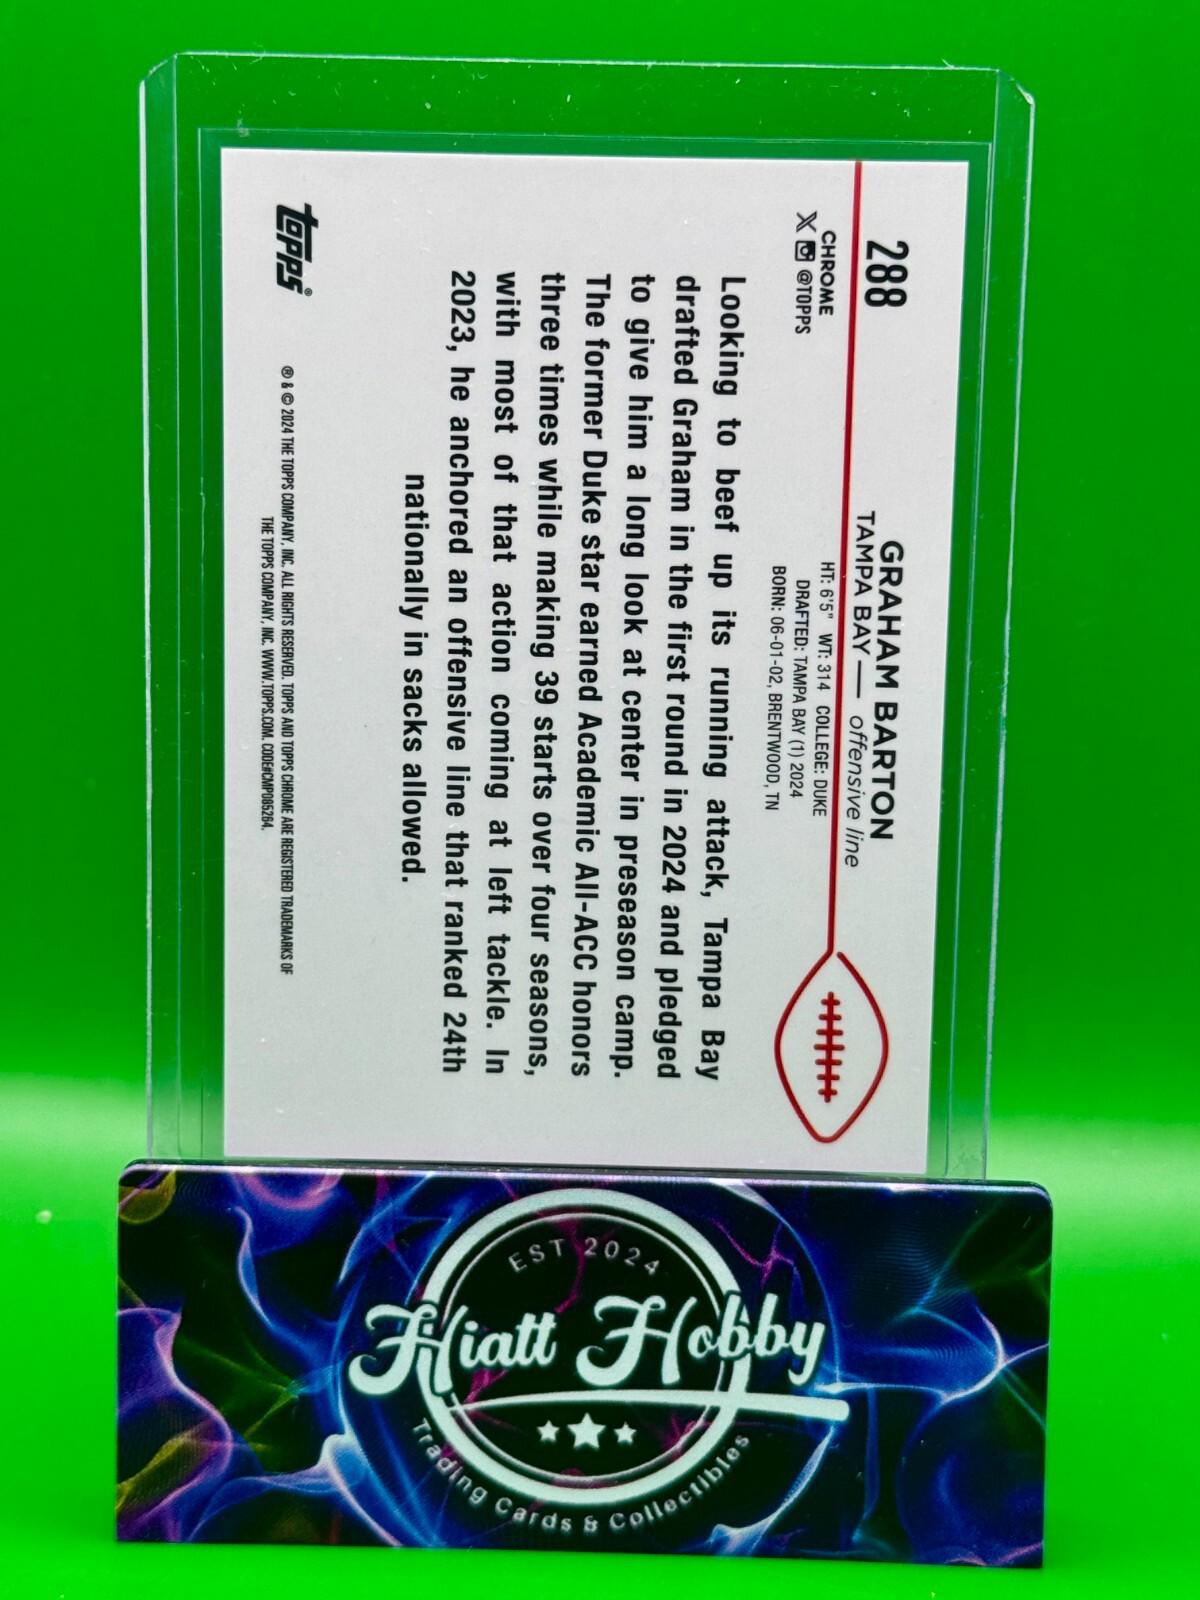 288
GRAHAM BARTON
TAMPA BAY — offensive line
CHROME
X @TOPPS
HT: 6'5" WT: 314 COLLEGE: DUKE
DRAFTED: TAMPA BAY (1) 2024
BORN: 06-01-02, BRENTWOOD, TN
Looking to beef up its running attack, Tampa Bay
drafted Graham in the first round in 2024 and pledged
to give him a long look at center in preseason camp.
The former Duke star earned Academic All-ACC honors
three times while making 39 starts over four seasons,
with most of that action coming at left tackle. In
2023, he anchored an offensive line that ranked 24th
nationally in sacks allowed.
topps®
® & © 2024 THE TOPPS COMPANY, INC. ALL RIGHTS RESERVED. TOPPS AND TOPPS CHROME ARE REGISTERED TRADEMARKS OF
THE TOPPS COMPANY, INC. WWW.TOPPS.COM. CODE#CMP085264.
EST 2024
Hiatt Hobby
Trading Cards & Collectibles